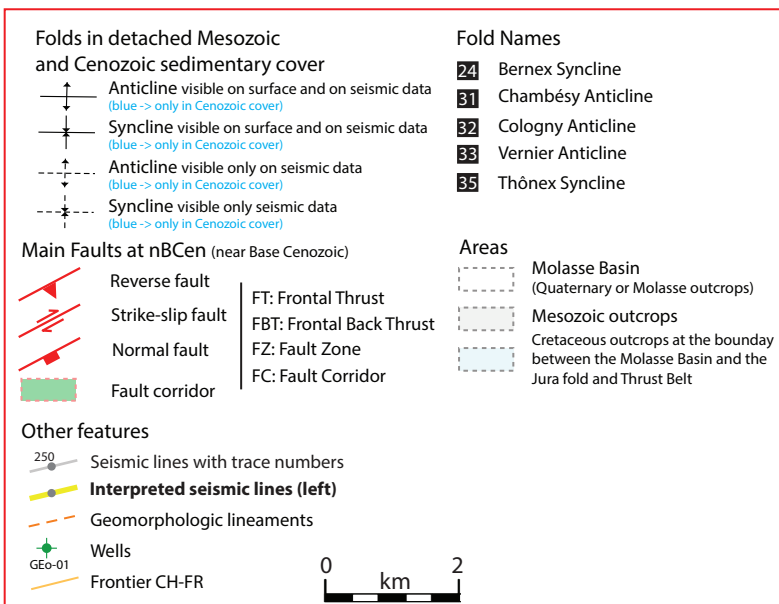 Folds in detached Mesozoic
and Cenozoic sedimentary cover
Anticline visible on surface and on seismic data
(blue -> only in Cenozoic cover)
Syncline visible on surface and on seismic data
(blue -> only in Cenozoic cover)
Anticline visible only on seismic data
(blue -> only in Cenozoic cover)
Syncline visible only seismic data
(blue -> only in Cenozoic cover)
Fold Names
24 Bernex Syncline
31 Chambésy Anticline
32 Cologny Anticline
33 Vernier Anticline
35 Thônex Syncline
Main Faults at nBCen (near Base Cenozoic)
Reverse fault
Strike-slip fault
Normal fault
Fault corridor
FT: Frontal Thrust
FBT: Frontal Back Thrust
FZ: Fault Zone
FC: Fault Corridor
Areas
Molasse Basin
(Quaternary or Molasse outcrops)
Mesozoic outcrops
Cretaceous outcrops at the bounday
between the Molasse Basin and the
Jura fold and Thrust Belt
Other features
250 Seismic lines with trace numbers
Interpreted seismic lines (left)
Geomorphologic lineaments
Wells
GEo-01
Frontier CH-FR
0 2
km